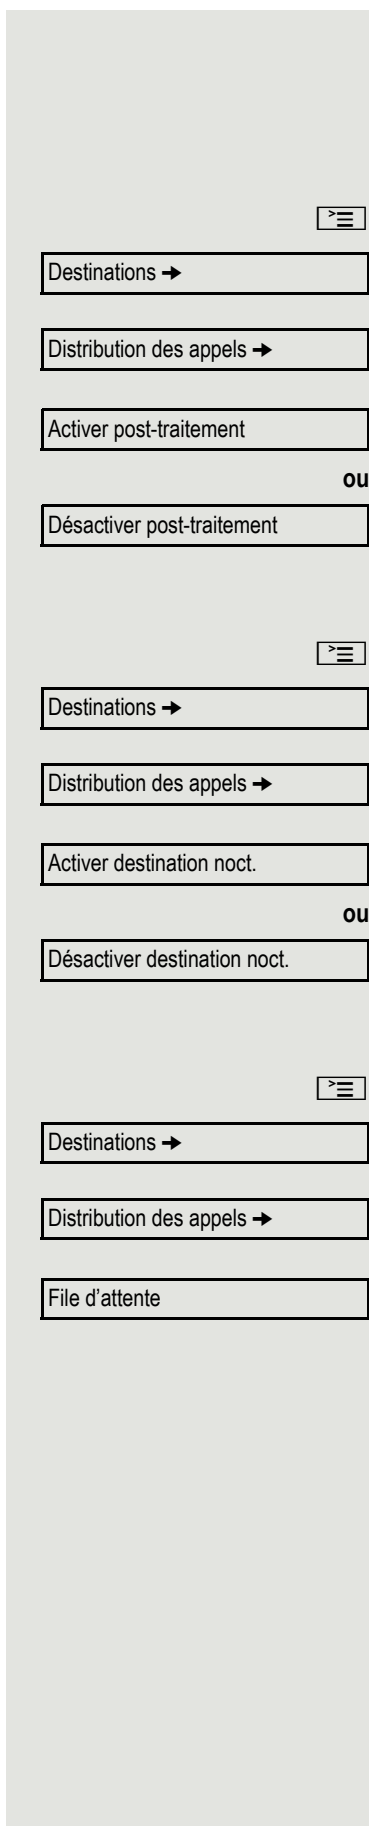 Destinations →
Distribution des appels →
Activer post-traitement
ou
Désactiver post-traitement
Destinations →
Distribution des appels →
Activer destination noct.
ou
Désactiver destination noct.
Destinations →
Distribution des appels →
File d’attente